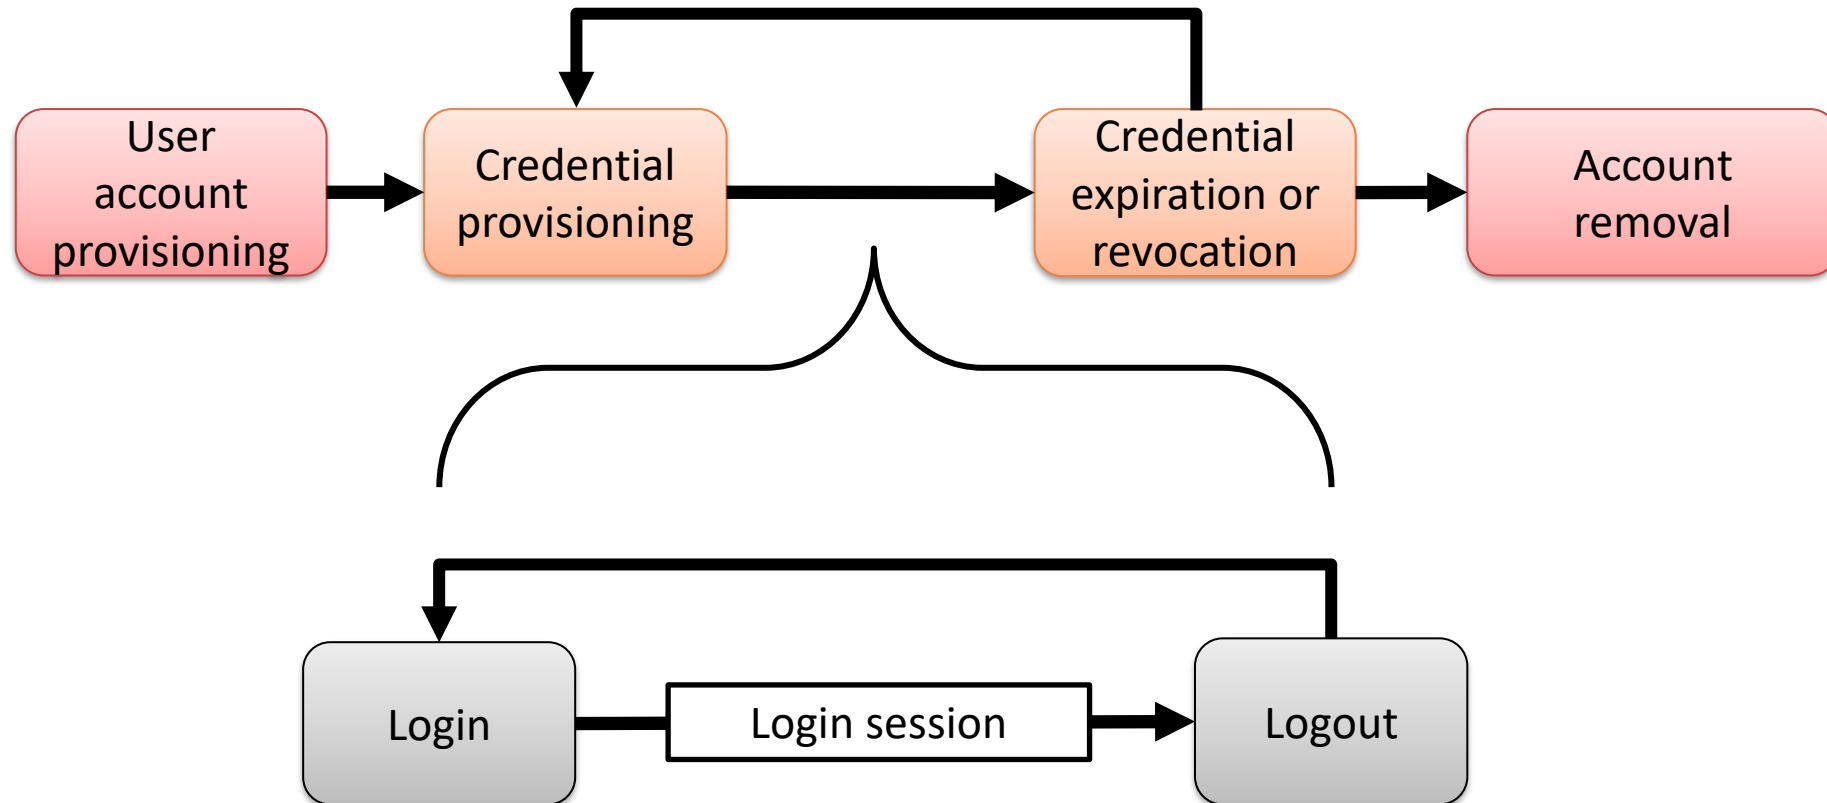 User
account
provisioning
Credential
provisioning
Credential
expiration or
revocation
Account
removal
Login
Login session
Logout